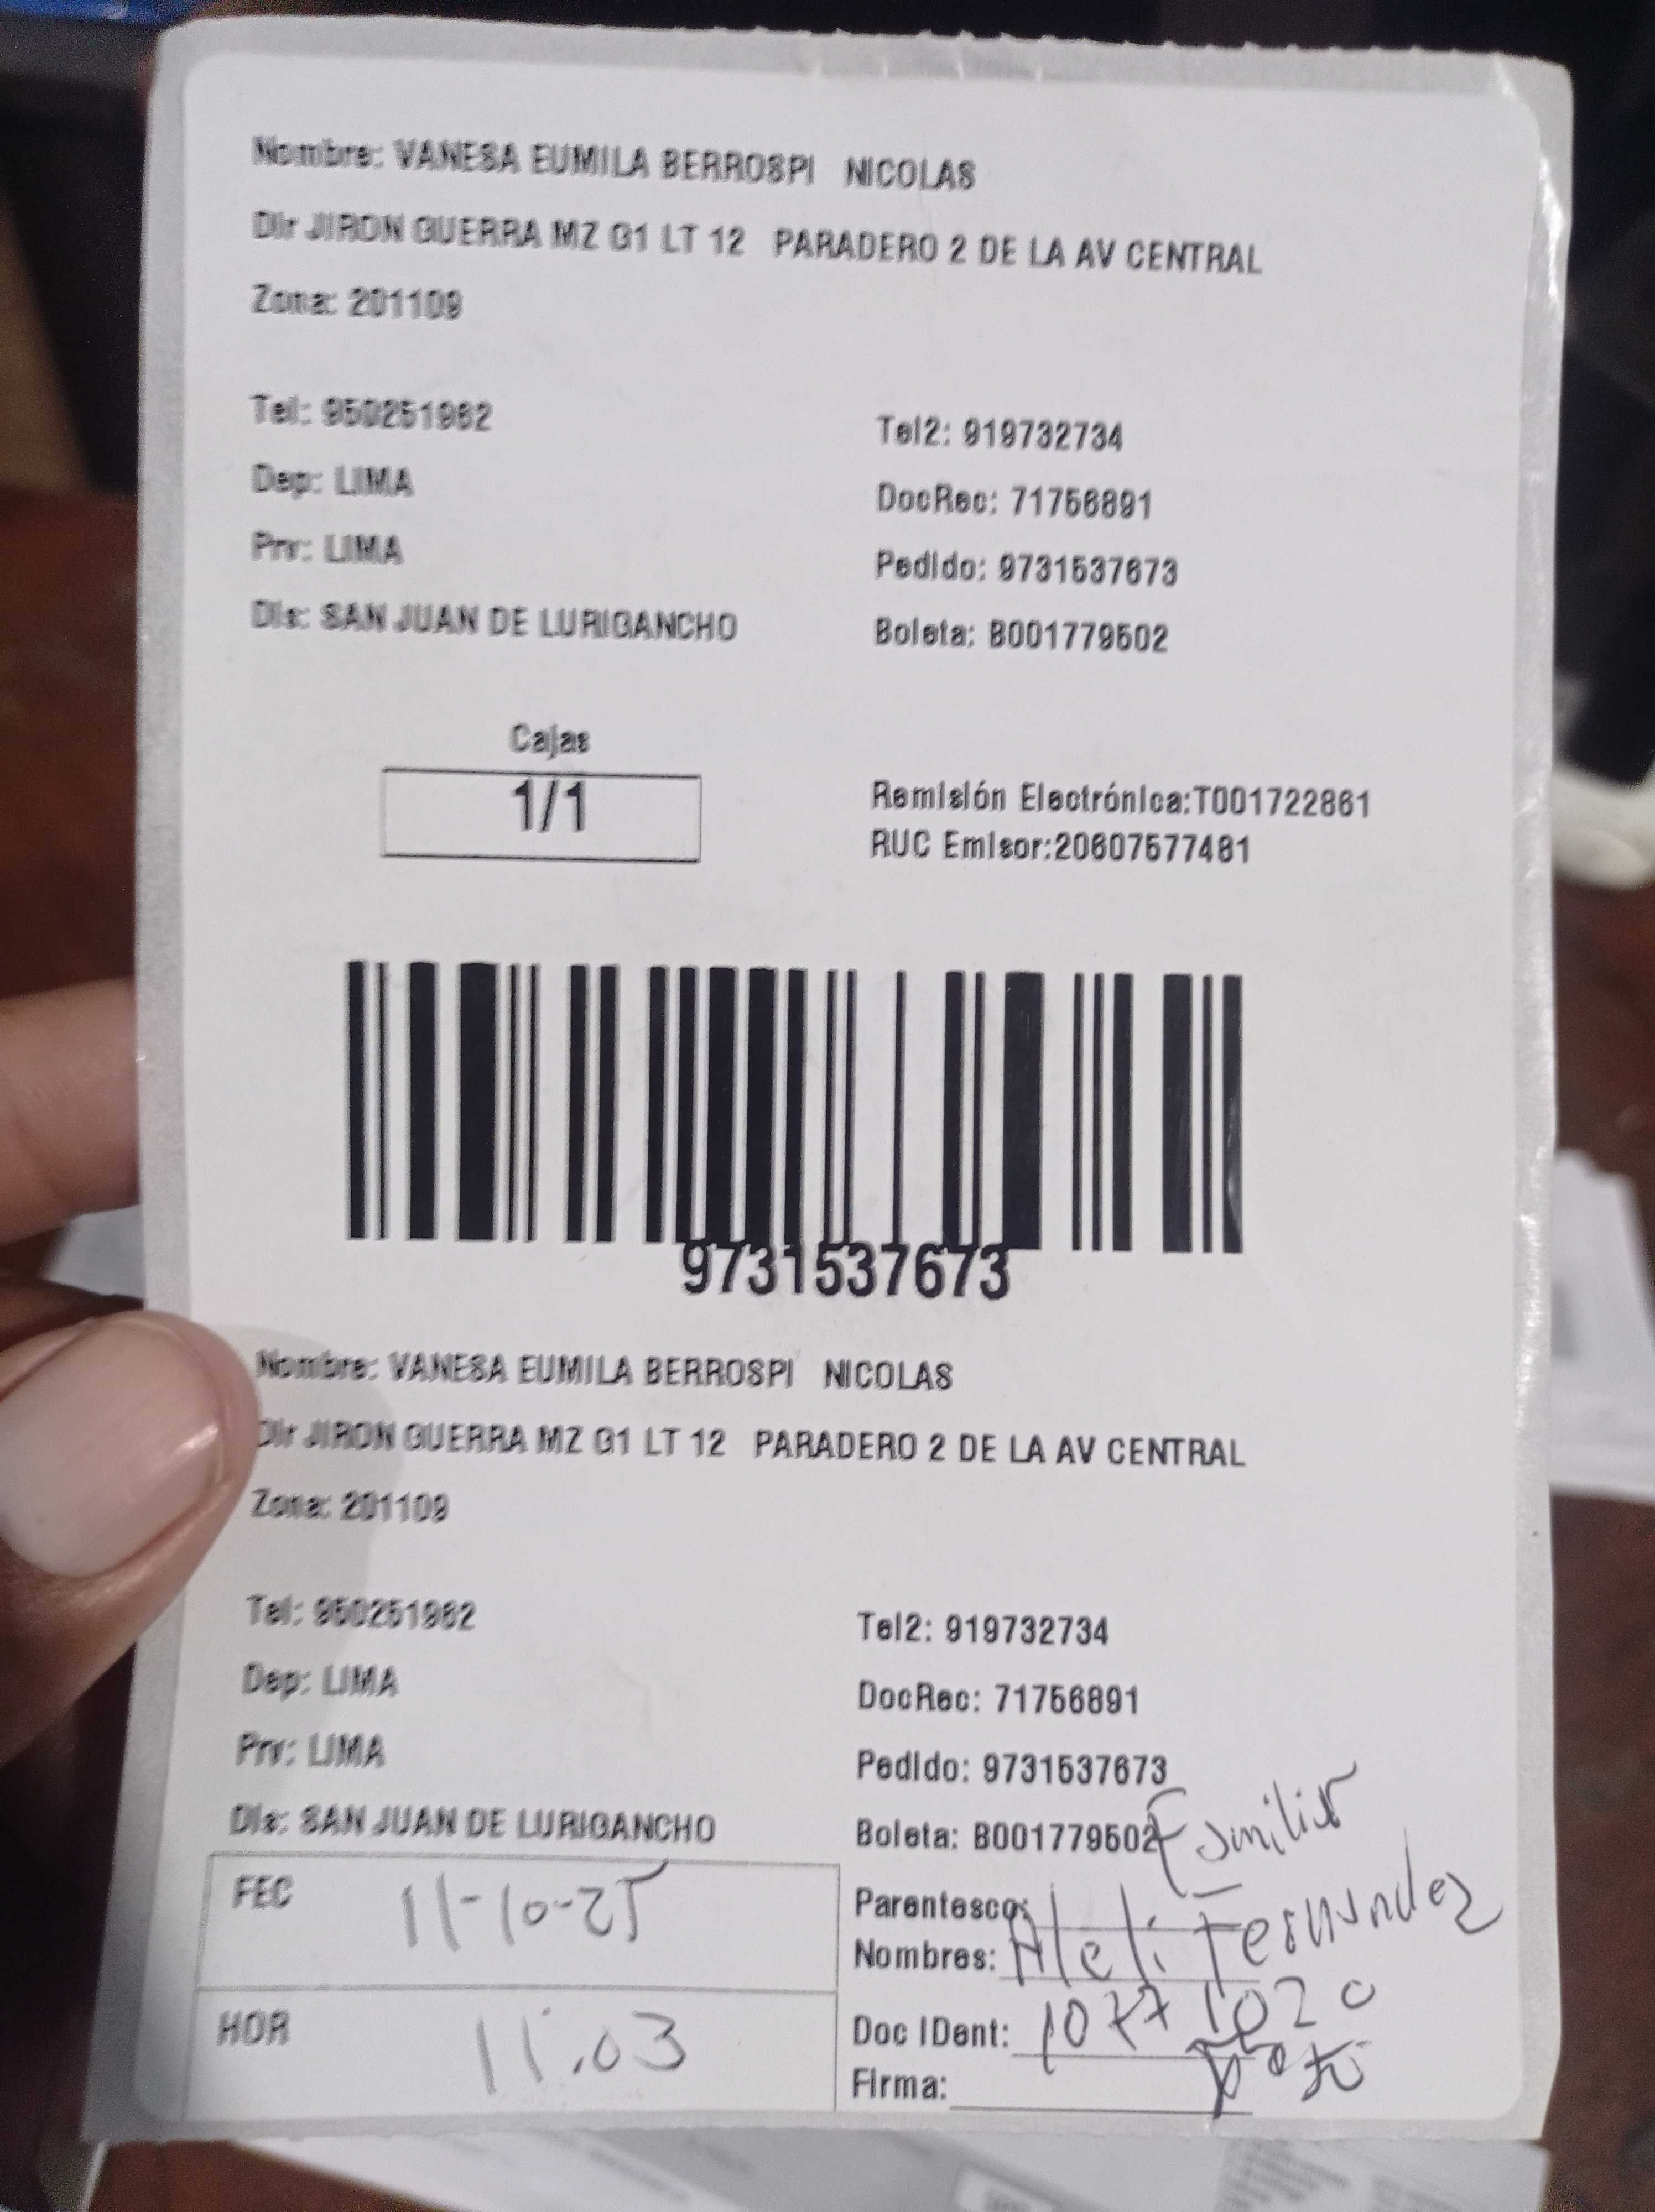 Nombre: VANESA EUMILA BERROSPI NICOLAS
Dir JIRON GUERRA MZ G1 LT 12 PARADERO 2 DE LA AV CENTRAL
Zona: 201109
Tel: 950251962 Tel2: 919732734
Dep: LIMA DocRec: 71756891
Prv: LIMA Pedido: 9731537673
Dis: SAN JUAN DE LURIGANCHO Boleta: B001779502
Cajas
1/1
Remisión Electrónica:T001722861
RUC Emisor:20607577481
9731537673
Nombre: VANESA EUMILA BERROSPI NICOLAS
Dir JIRON GUERRA MZ G1 LT 12 PARADERO 2 DE LA AV CENTRAL
Zona: 201109
Tel: 950251962 Tel2: 919732734
Dep: LIMA DocRec: 71756891
Prv: LIMA Pedido: 9731537673
Dis: SAN JUAN DE LURIGANCHO Boleta: B001779502
FEC 11-10-25
HOR 11:03
Parentesco: Familiar
Nombres: Aleli Fernandez
Doc IDent: 10771020
Firma: